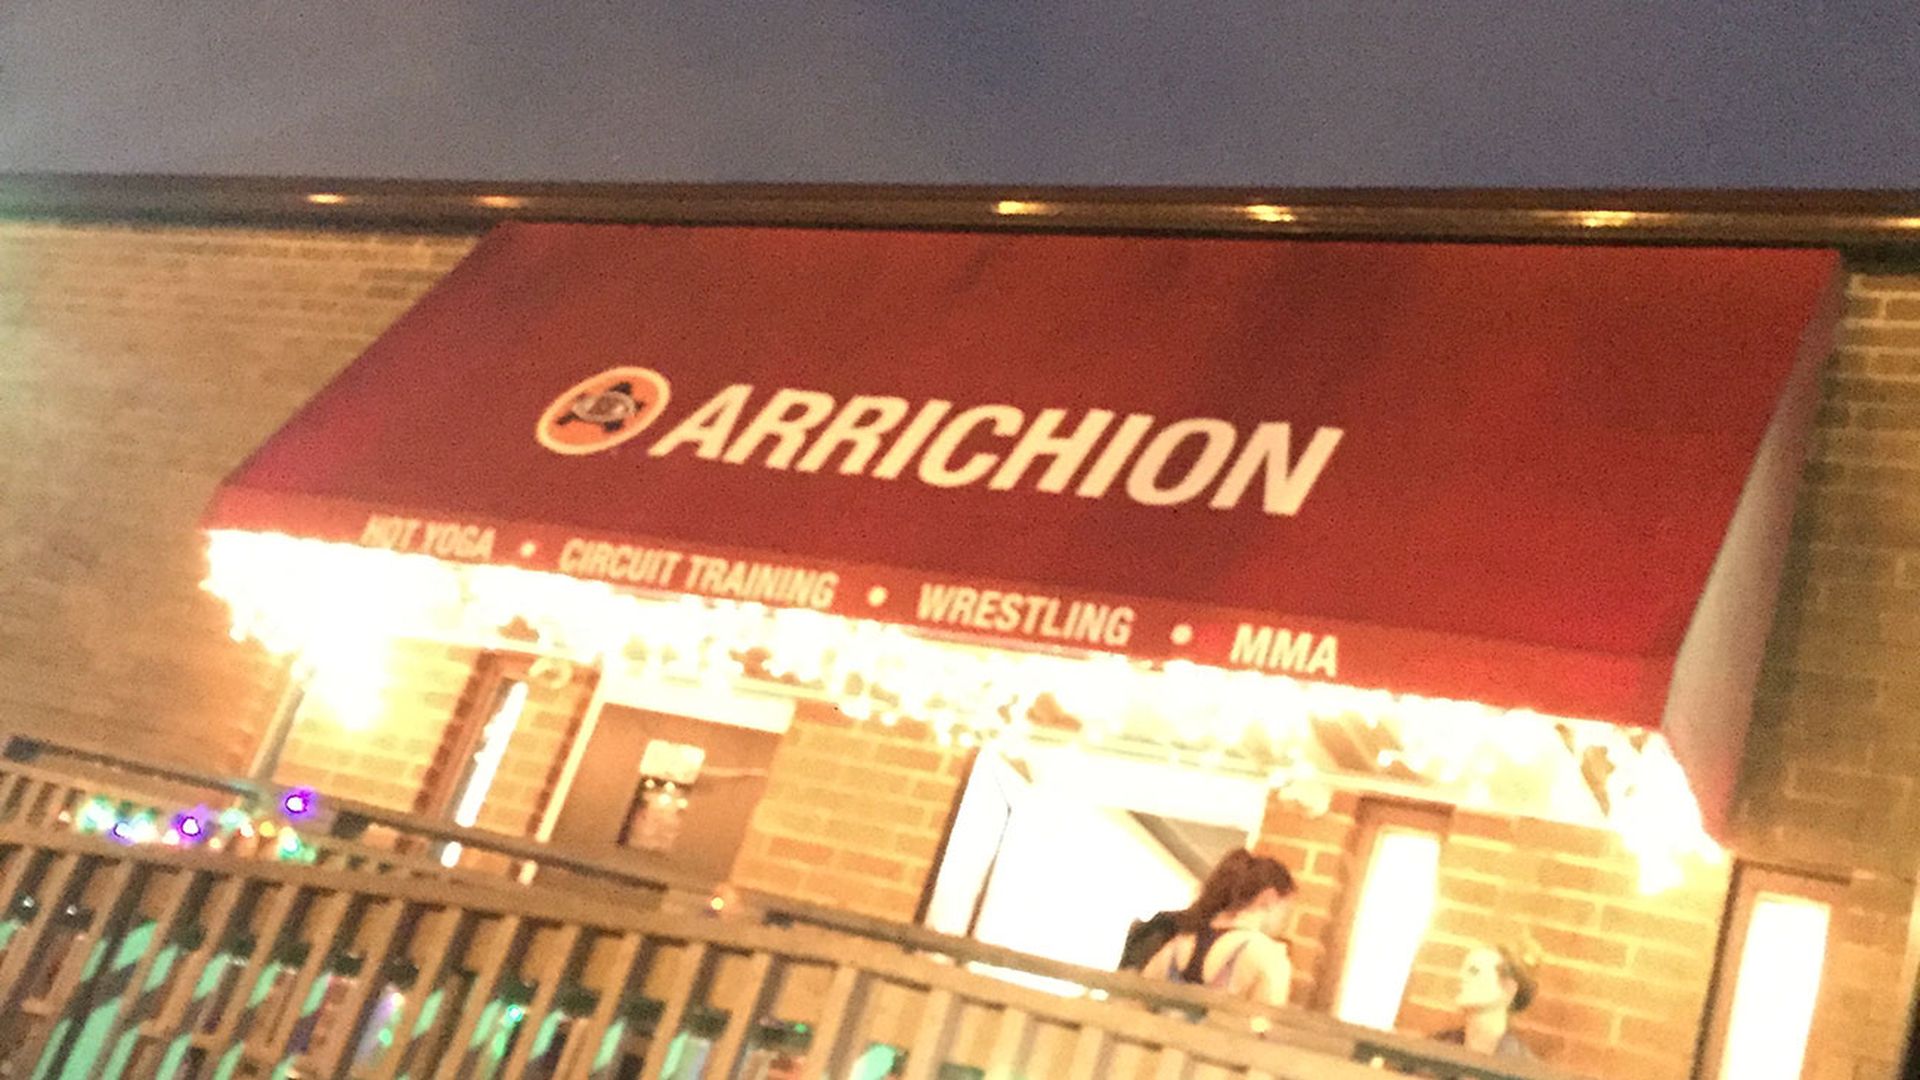 ARRICHION
HOT YOGA • CIRCUIT TRAINING • WRESTLING • MMA